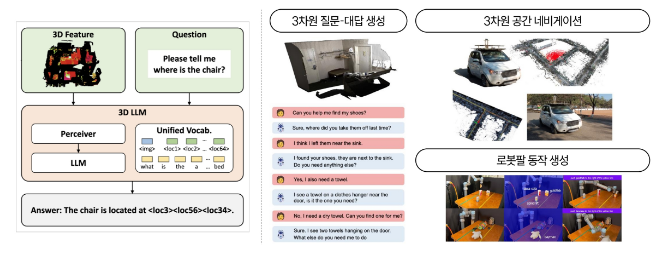 3D Feature
Question
Please tell me
where is the chair?
3D LLM
Perceiver
LLM
Unified Vocab.
<img> <loc1> <loc2> ... <loc64>
what is the a ... bed
Answer: The chair is located at <loc3><loc56><loc34>.
3차원 질문-대답 생성
Can you help me find my shoes?
Sure, where did you take them off last time?
I think I left them near the sink.
I found your shoes, they are next to the sink.
Do you need anything else?
Yes, I also need a towel.
I see a towel on a clothes hanger near the
door, is it the one you need?
No. I need a dry towel. Can you find one for me?
Sure. I see two towels hanging on the door.
What else do you need me to do
3차원 공간 네비게이션
로봇팔 동작 생성